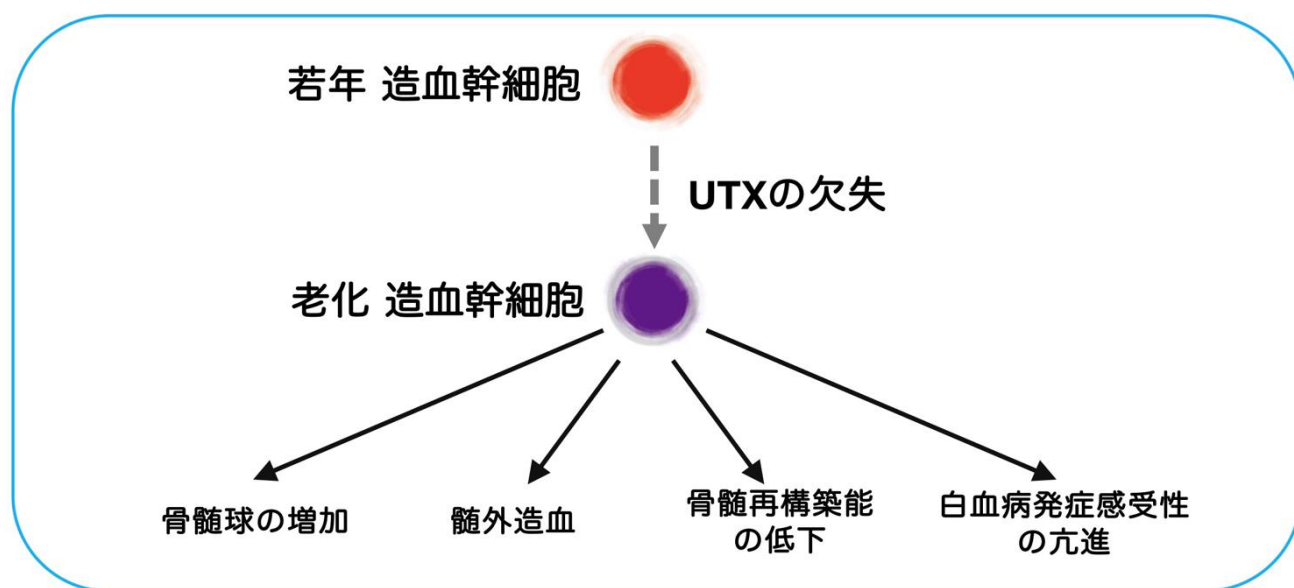 若年 造血幹細胞
UTXの欠失
老化 造血幹細胞
骨髄球の増加
髄外造血
骨髄再構築能
の低下
白血病発症感受性
の亢進